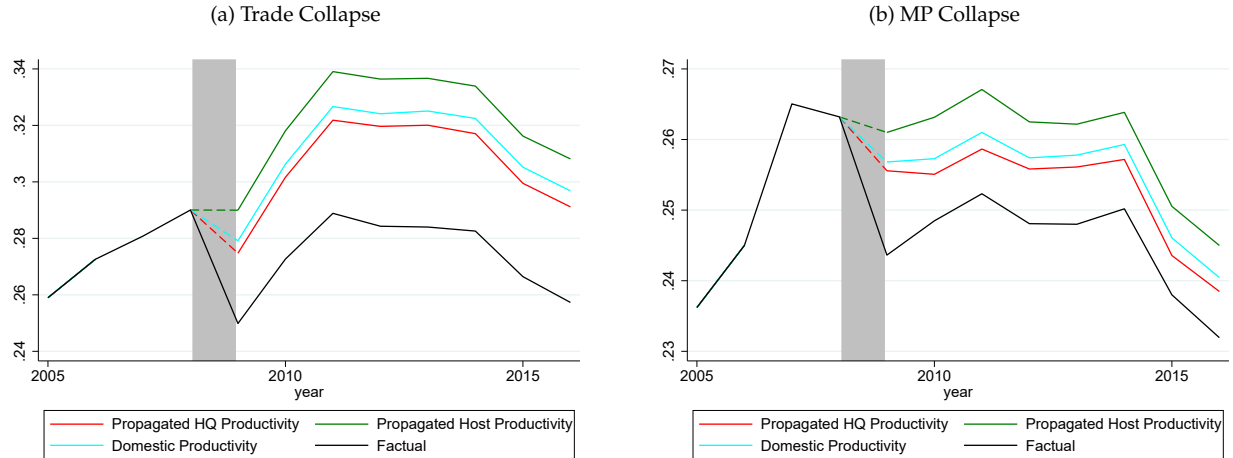 (a) Trade Collapse
.34
.32
.3
.28
.26
.24
2005
2010
2015
year
Propagated HQ Productivity
Propagated Host Productivity
Domestic Productivity
Factual
(b) MP Collapse
.27
.26
.25
.24
.23
2005
2010
2015
year
Propagated HQ Productivity
Propagated Host Productivity
Domestic Productivity
Factual